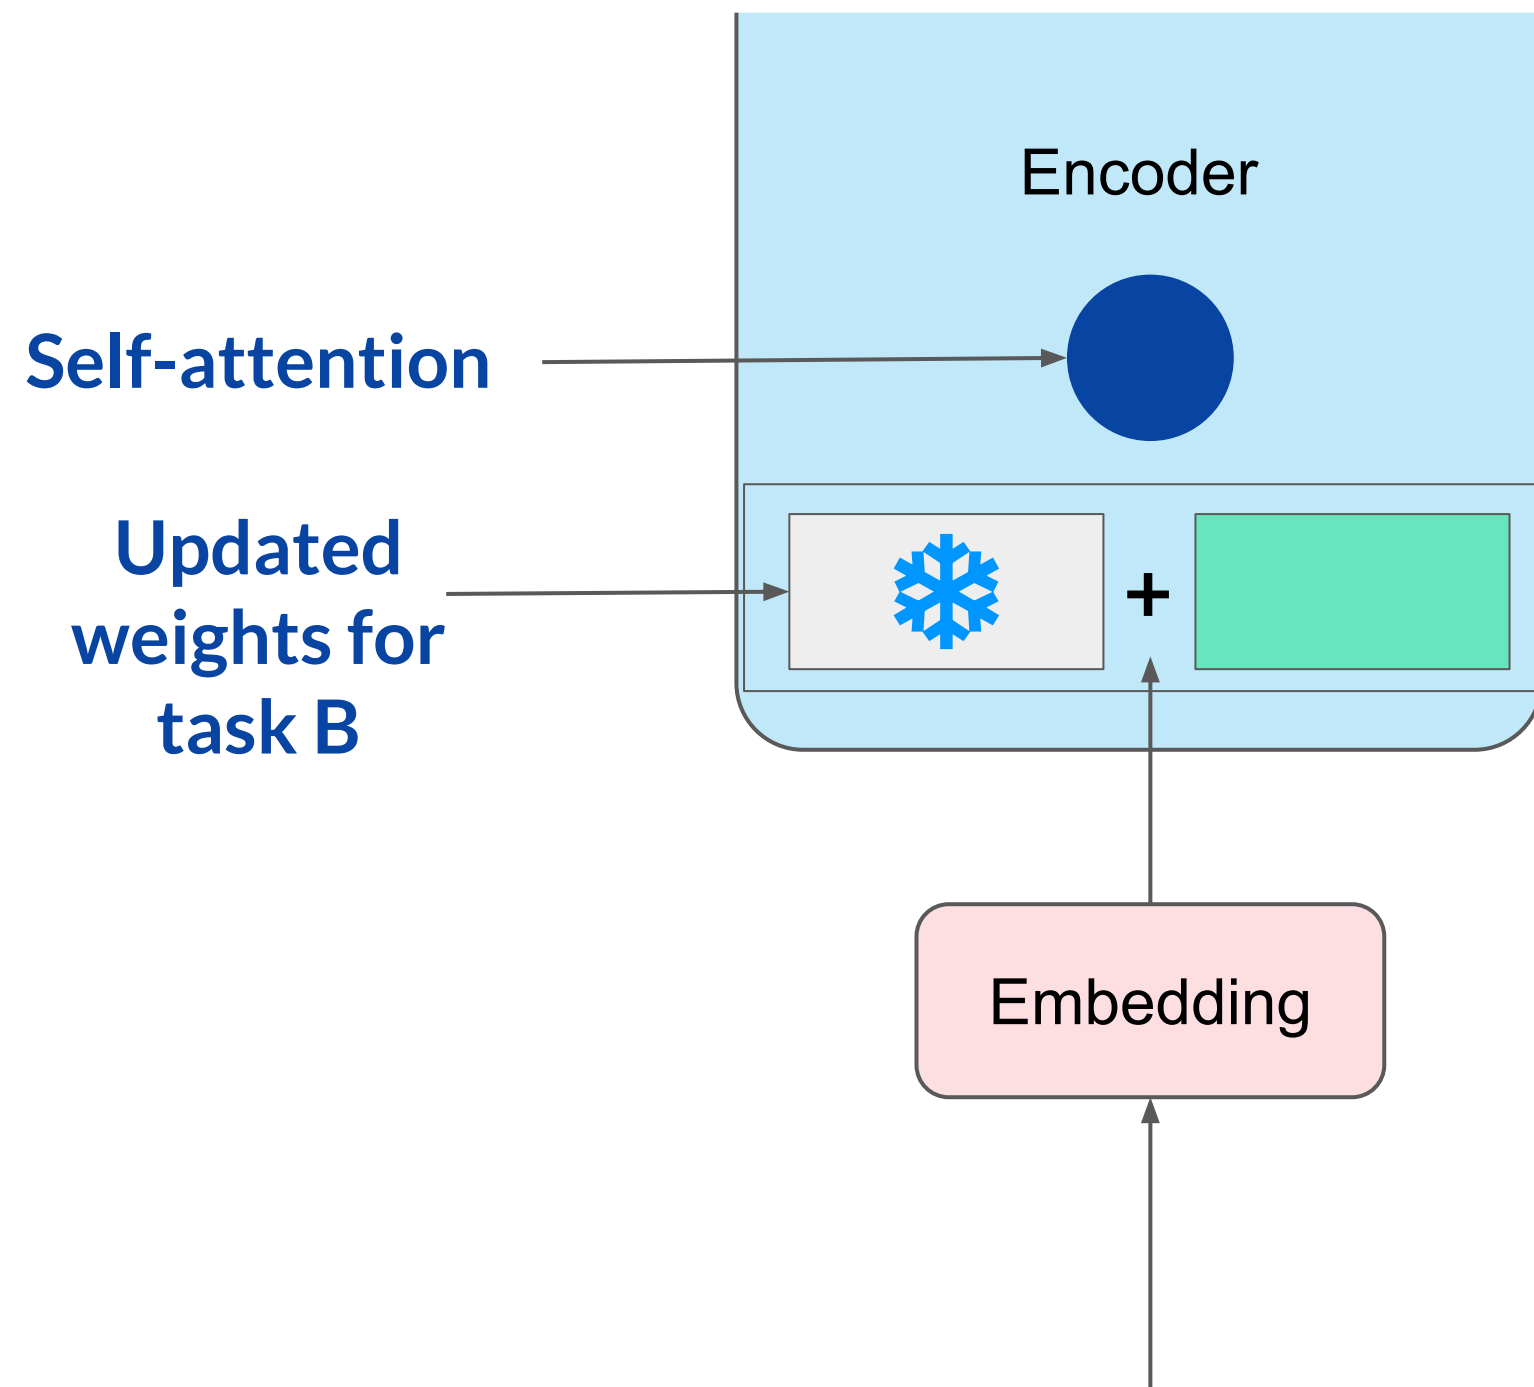 Encoder
Self-attention
Updated
weights for
task B
+
Embedding